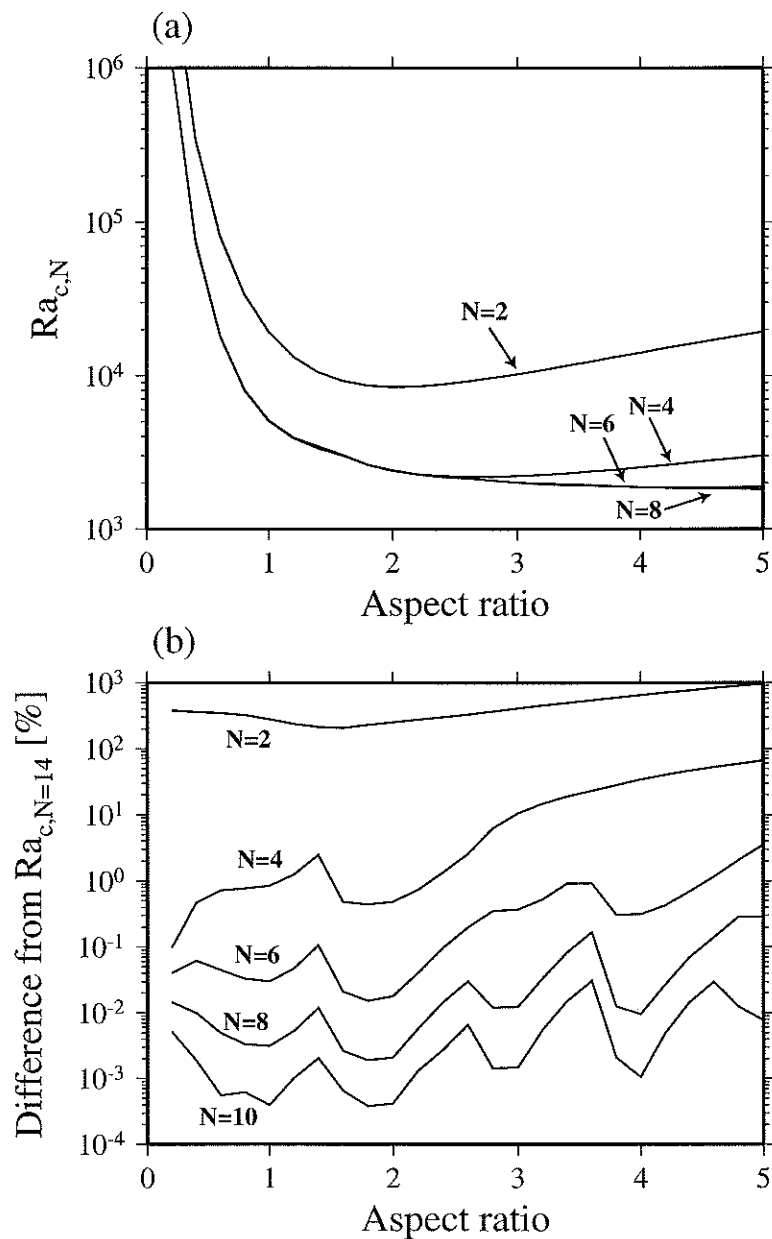 (a)
10^6
10^5
10^4
10^3
Ra_{c,N}
N=2
N=4
N=6
N=8
0 1 2 3 4 5
Aspect ratio
(b)
10^3
10^2
10^1
10^0
10^-1
10^-2
10^-3
10^-4
Difference from Ra_{c,N=14} [%]
N=2
N=4
N=6
N=8
N=10
0 1 2 3 4 5
Aspect ratio